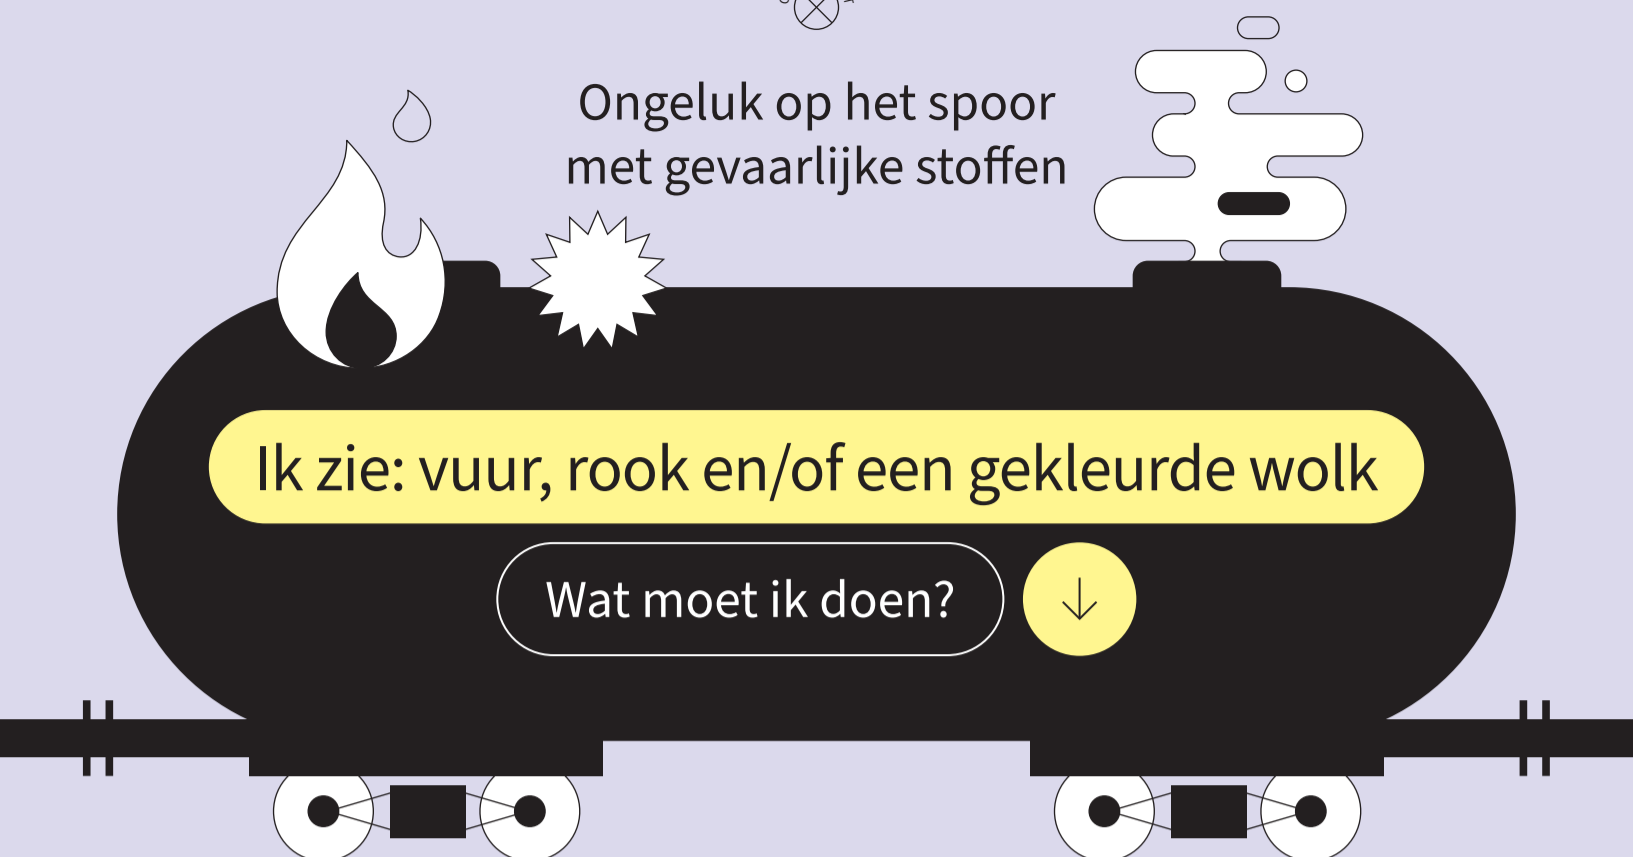 Ongeluk op het spoor
met gevaarlijke stoffen
Ik zie: vuur, rook en/of een gekleurde wolk
Wat moet ik doen?